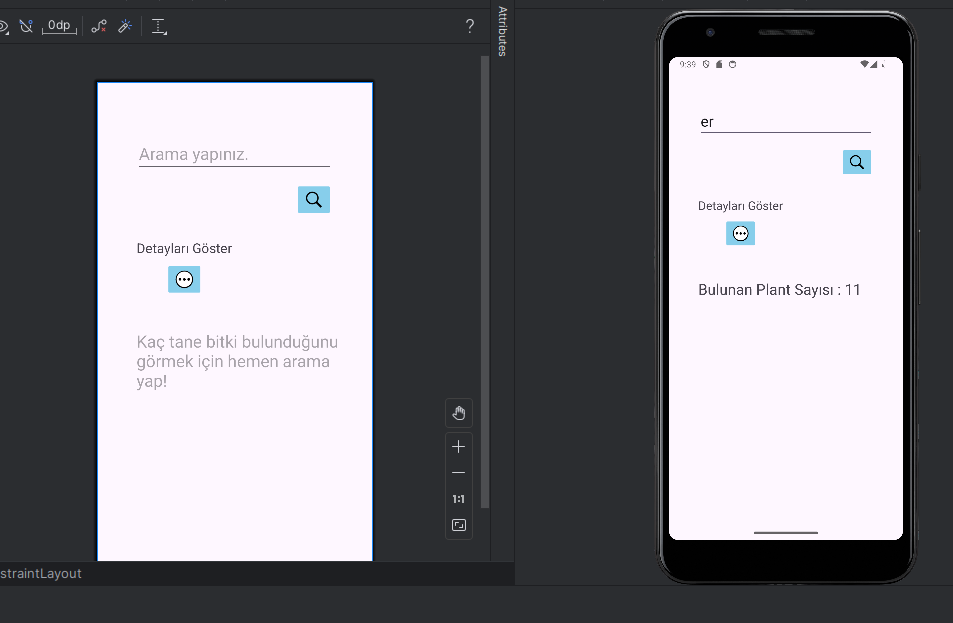 0dp
?
Attributes
Arama yapınız.
Detayları Göster
Kaç tane bitki bulunduğunu
görmek için hemen arama
yap!
1:1
straintLayout
9:39
er
Detayları Göster
Bulunan Plant Sayısı : 11